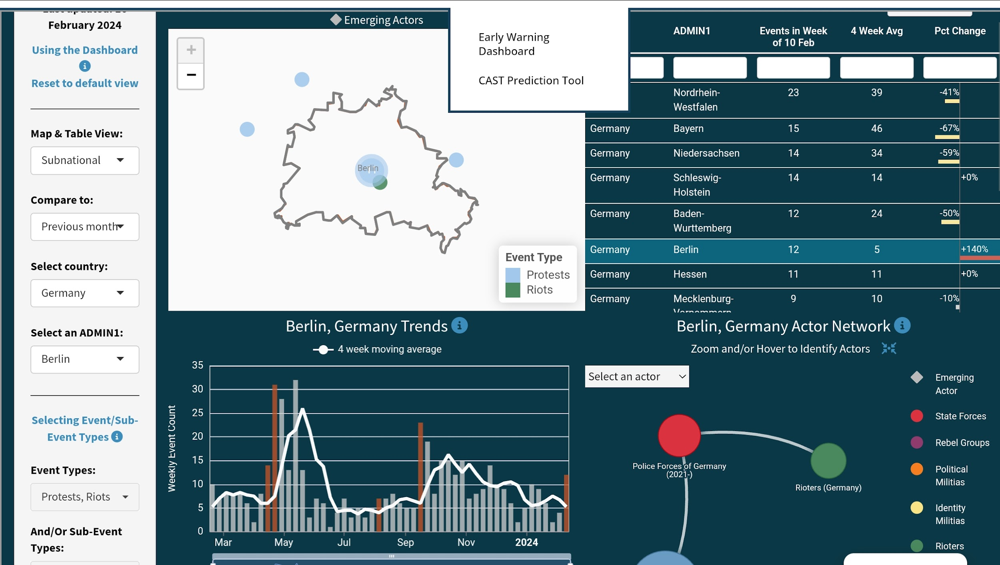 February 2024
Using the Dashboard
Reset to default view
Map & Table View:
Subnational
Compare to:
Previous month
Select country:
Germany
Select an ADMIN1:
Berlin
Selecting Event/Sub-
Event Types
Event Types:
Protests, Riots
And/Or Sub-Event
Types:
Emerging Actors
+
−
Berlin
Event Type
Protests
Riots
Early Warning
Dashboard
CAST Prediction Tool
ADMIN1 Events in Week 4 Week Avg Pct Change
of 10 Feb
Nordrhein- 23 39 -41%
Westfalen
Germany Bayern 15 46 -67%
Germany Niedersachsen 14 34 -59%
Germany Schleswig- 14 14 +0%
Holstein
Germany Baden- 12 24 -50%
Wurttemberg
Germany Berlin 12 5 +140%
Germany Hessen 11 11 +0%
Germany Mecklenburg- 9 10 -10%
Berlin, Germany Trends
4 week moving average
Weekly Event Count
35
30
25
20
15
10
5
0
Mar May Jul Sep Nov 2024
Berlin, Germany Actor Network
Zoom and/or Hover to Identify Actors
Select an actor
Police Forces of Germany
(2021-)
Rioters (Germany)
Emerging
Actor
State Forces
Rebel Groups
Political
Militias
Identity
Militias
Rioters